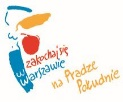 zakochaj się
w Warszawie
na Pradze
Południe